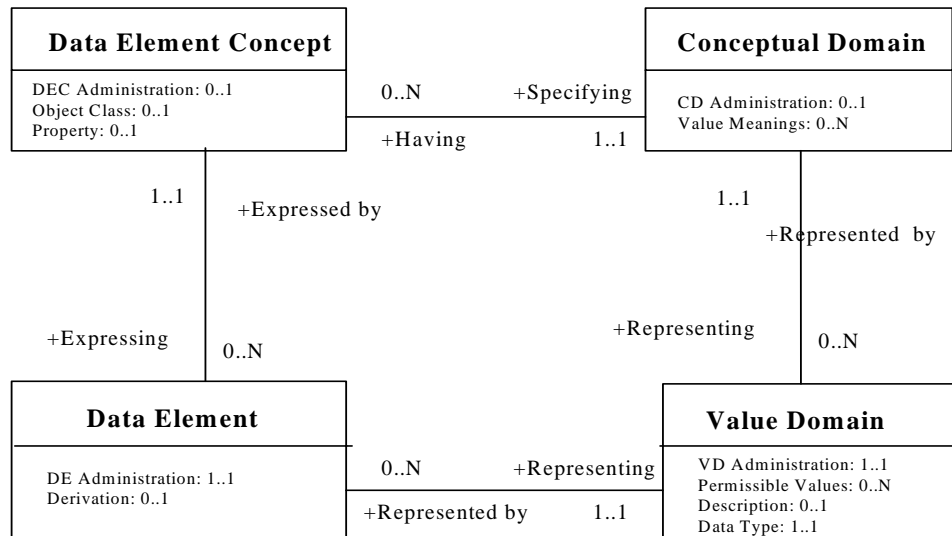 Data Element Concept
DEC Administration: 0..1
Object Class: 0..1
Property: 0..1
Conceptual Domain
CD Administration: 0..1
Value Meanings: 0..N
0..N
+Specifying
+Having
1..1
1..1
+Expressed by
1..1
+Represented by
+Expressing
0..N
+Representing
0..N
Data Element
DE Administration: 1..1
Derivation: 0..1
0..N
+Representing
+Represented by
1..1
Value Domain
VD Administration: 1..1
Permissible Values: 0..N
Description: 0..1
Data Type: 1..1